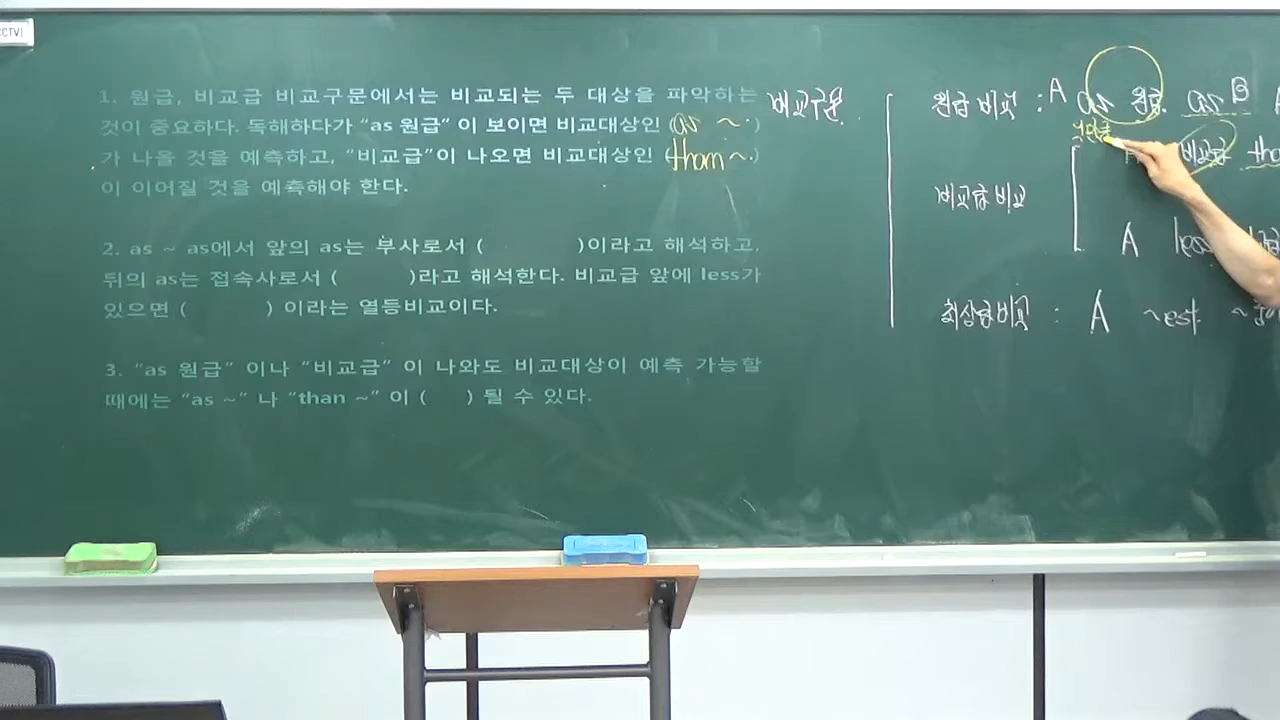 CCTV)
1. 원급, 비교급 비교구문에서는 비교되는 두 대상을 파악하는
것이 중요하다. 독해하다가 "as 원급" 이 보이면 비교대상인 (as ~.)
가 나올 것을 예측하고, "비교급"이 나오면 비교대상인 (than~.)
이 이어질 것을 예측해야 한다.
2. as ~ as에서 앞의 as는 부사로서 ( )이라고 해석하고,
뒤의 as는 접속사로서 ( )라고 해석한다. 비교급 앞에 less가
있으면 ( ) 이라는 열등비교이다.
3. "as 원급" 이나 "비교급" 이 나와도 비교대상이 예측 가능할
때에는 "as ~" 나 "than ~" 이 ( ) 될 수 있다.
비교구문
원급 비교 : A as 원급 as B
비교급 비교
비교급
A less
최상급비교 : A ~est